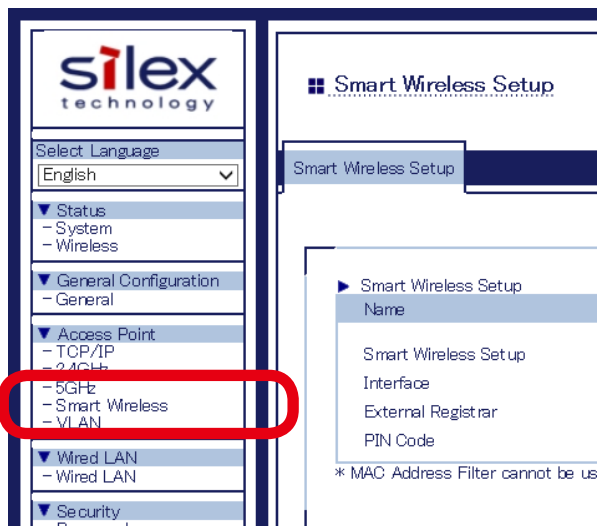 silex
technology
Select Language
English
▼ Status
- System
- Wireless
▼ General Configuration
- General
▼ Access Point
- TCP/IP
- 2.4GHz
- 5GHz
- Smart Wireless
- VLAN
▼ Wired LAN
- Wired LAN
▼ Security
Smart Wireless Setup
Smart Wireless Setup
▶ Smart Wireless Setup
Name
Smart Wireless Setup
Interface
External Registrar
PIN Code
* MAC Address Filter cannot be us